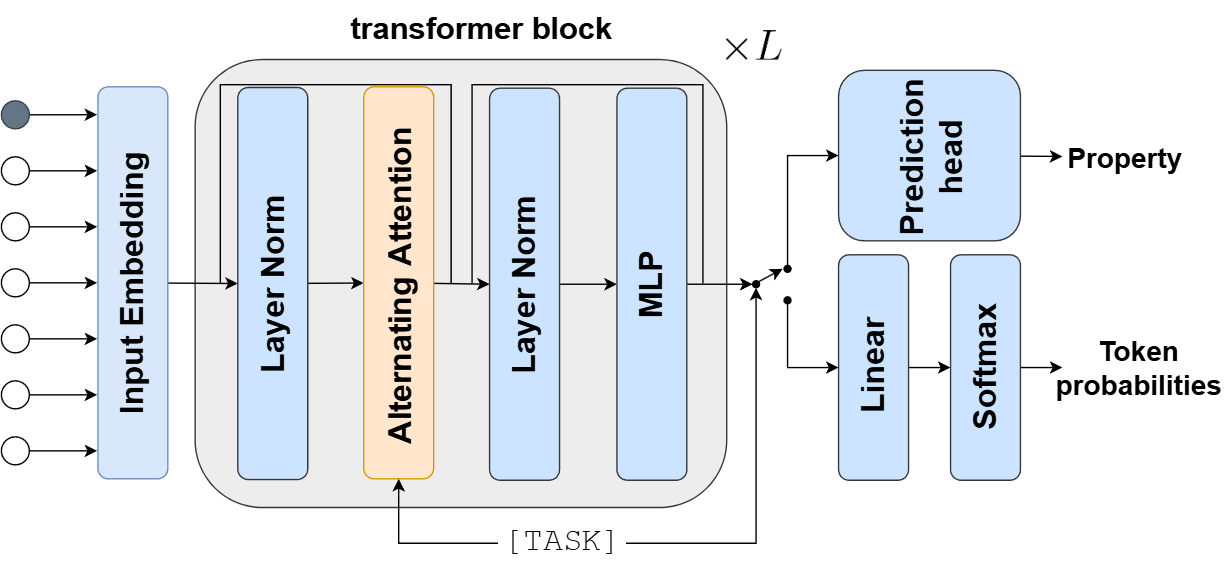 transformer block
×L
Input Embedding
Layer Norm
Alternating Attention
Layer Norm
MLP
[TASK]
Prediction
head
Property
Linear
Softmax
Token
probabilities